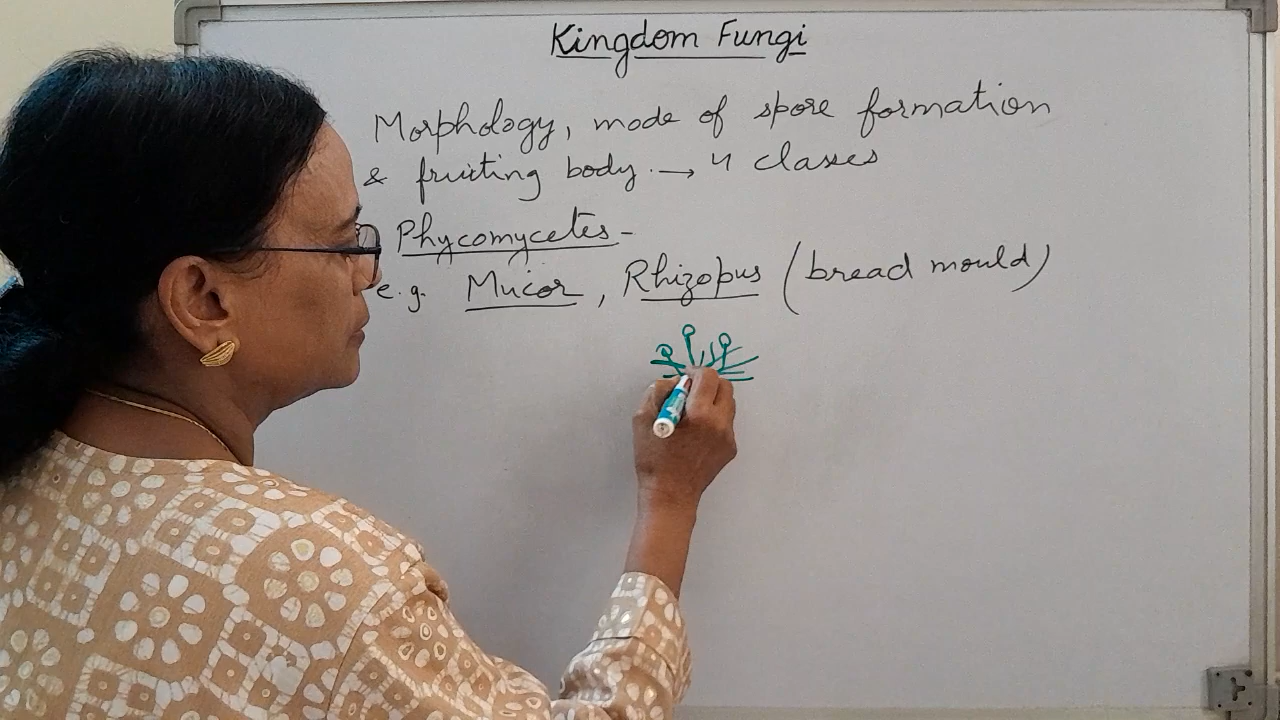 Kingdom Fungi
Morphology, mode of spore formation
& fruiting body. → 4 classes
Phycomycetes -
e.g. Mucor, Rhizopus (bread mould)